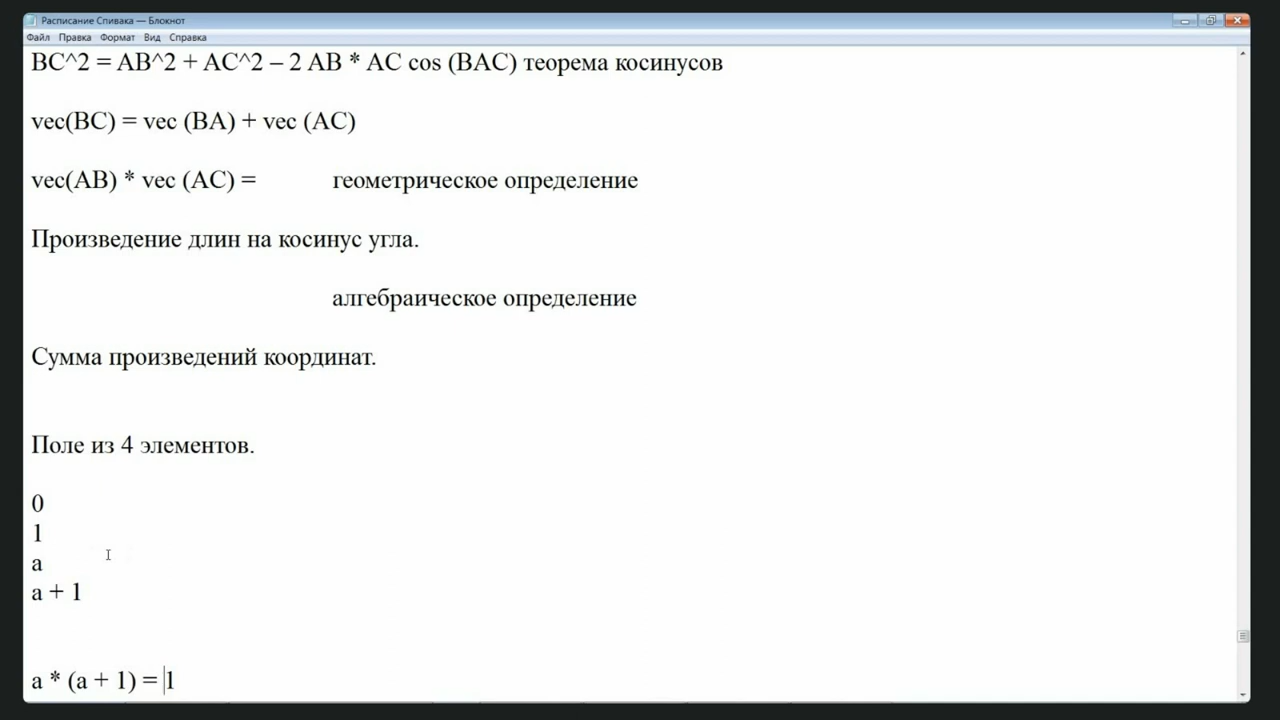 Расписание Спивака — Блокнот
Файл Правка Формат Вид Справка
BC^2 = AB^2 + AC^2 – 2 AB * AC cos (BAC) теорема косинусов
vec(BC) = vec (BA) + vec (AC)
vec(AB) * vec (AC) = геометрическое определение
Произведение длин на косинус угла.
алгебраическое определение
Сумма произведений координат.
Поле из 4 элементов.
0
1
a
a + 1
a * (a + 1) = 1